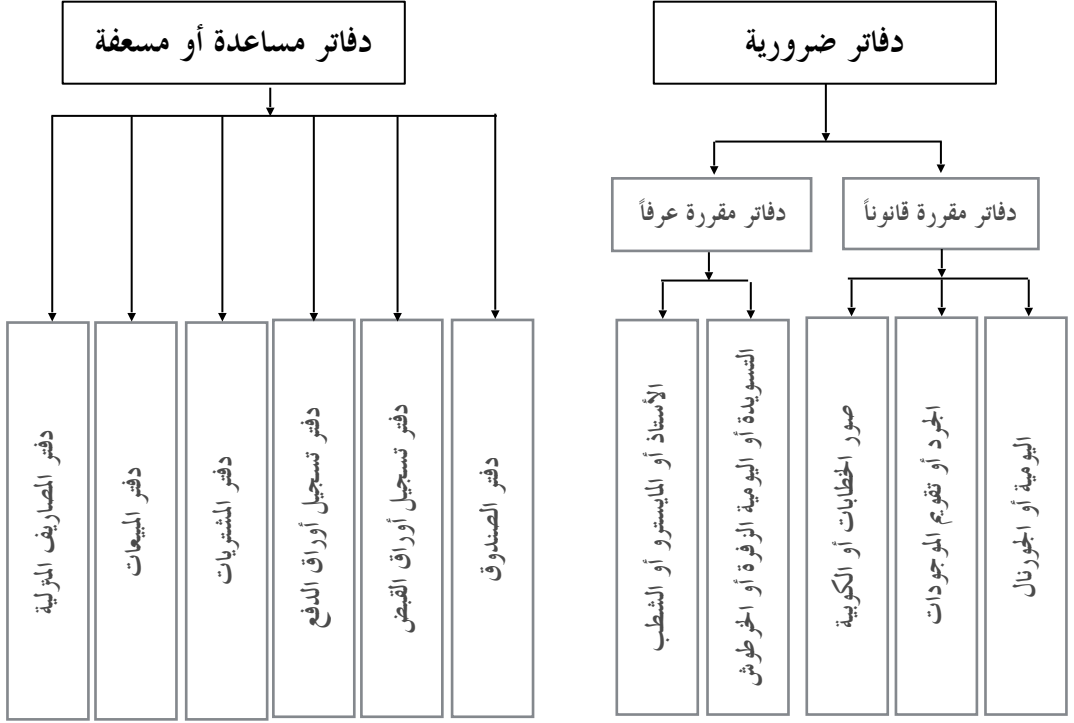 دفاتر ضرورية
دفاتر مساعدة أو مسعفة
دفاتر مقررة قانوناً
دفاتر مقررة عرفاً
اليومية أو الجورنال
الجرد أو تقويم الموجودات
صور الخطابات أو الكوبية
التسويدة أو اليومية الزفرة أو الخرطوش
الأستاذ أو المايسترو أو الشطب
دفتر الصندوق
دفتر تسجيل أوراق القبض
دفتر تسجيل أوراق الدفع
دفتر المشتريات
دفتر المبيعات
دفتر المصاريف المنزلية